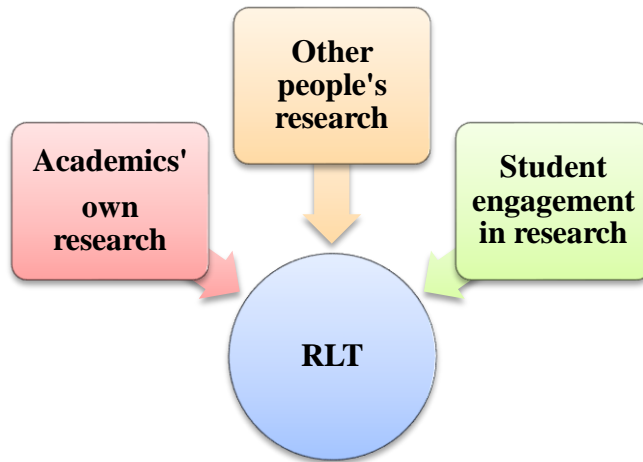 Other
people's
research
Academics'
own
research
Student
engagement
in research
RLT